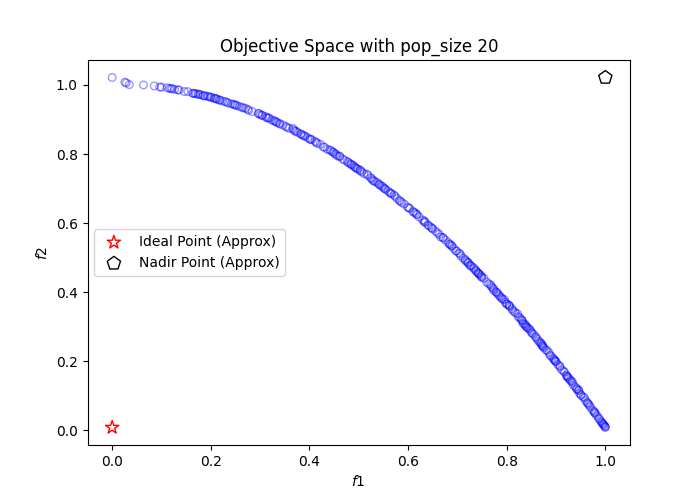 Objective Space with pop_size 20
1.0
0.8
0.6
0.4
0.2
0.0
f2
Ideal Point (Approx)
Nadir Point (Approx)
0.0 0.2 0.4 0.6 0.8 1.0
f1